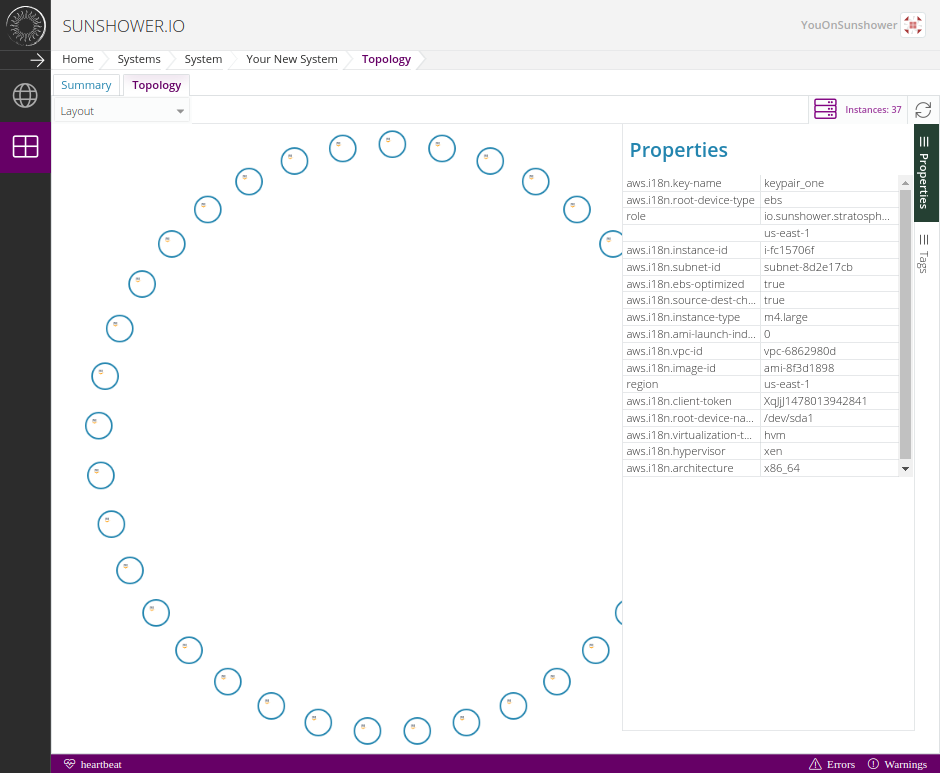 SUNSHOWER.IO
YouOnSunshower
Home Systems System Your New System Topology
Summary Topology
Layout
Instances: 37
Properties
aws.i18n.key-name keypair_one
aws.i18n.root-device-type ebs
role io.sunshower.stratosph...
us-east-1
aws.i18n.instance-id i-fc15706f
aws.i18n.subnet-id subnet-8d2e17cb
aws.i18n.ebs-optimized true
aws.i18n.source-dest-ch... true
aws.i18n.instance-type m4.large
aws.i18n.ami-launch-ind... 0
aws.i18n.vpc-id vpc-6862980d
aws.i18n.image-id ami-8f3d1898
region us-east-1
aws.i18n.client-token XqJjJ1478013942841
aws.i18n.root-device-na... /dev/sda1
aws.i18n.virtualization-t... hvm
aws.i18n.hypervisor xen
aws.i18n.architecture x86_64
Properties
Tags
heartbeat
Errors
Warnings